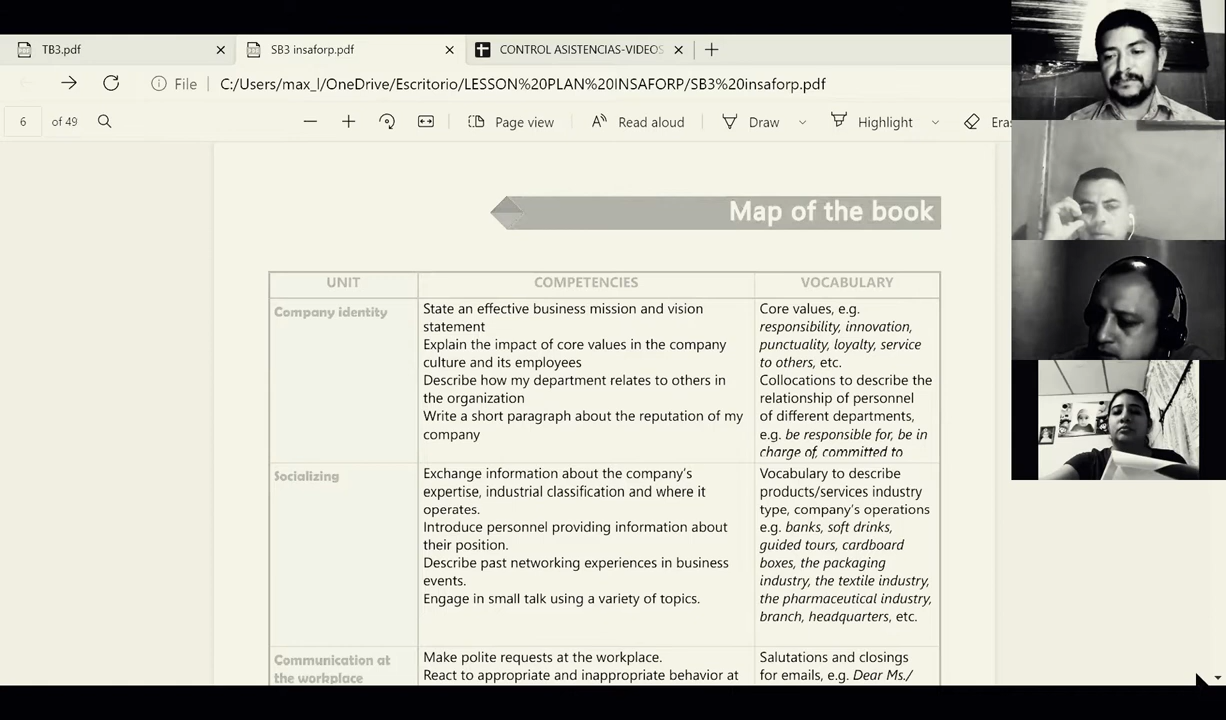 TB3.pdf
SB3 insaforp.pdf
CONTROL ASISTENCIAS-VIDEOS
File
C:/Users/max_l/OneDrive/Escritorio/LESSON%20PLAN%20INSAFORP/SB3%20insaforp.pdf
6 of 49
Page view
Read aloud
Draw
Highlight
Eras
Map of the book
UNIT
COMPETENCIES
VOCABULARY
Company identity
State an effective business mission and vision
statement
Explain the impact of core values in the company
culture and its employees
Describe how my department relates to others in
the organization
Write a short paragraph about the reputation of my
company
Core values, e.g.
responsibility, innovation,
punctuality, loyalty, service
to others, etc.
Collocations to describe the
relationship of personnel
of different departments,
e.g. be responsible for, be in
charge of, committed to
Socializing
Exchange information about the company's
expertise, industrial classification and where it
operates.
Introduce personnel providing information about
their position.
Describe past networking experiences in business
events.
Engage in small talk using a variety of topics.
Vocabulary to describe
products/services industry
type, company's operations
e.g. banks, soft drinks,
guided tours, cardboard
boxes, the packaging
industry, the textile industry,
the pharmaceutical industry,
branch, headquarters, etc.
Communication at
the workplace
Make polite requests at the workplace.
React to appropriate and inappropriate behavior at
Salutations and closings
for emails, e.g. Dear Ms./